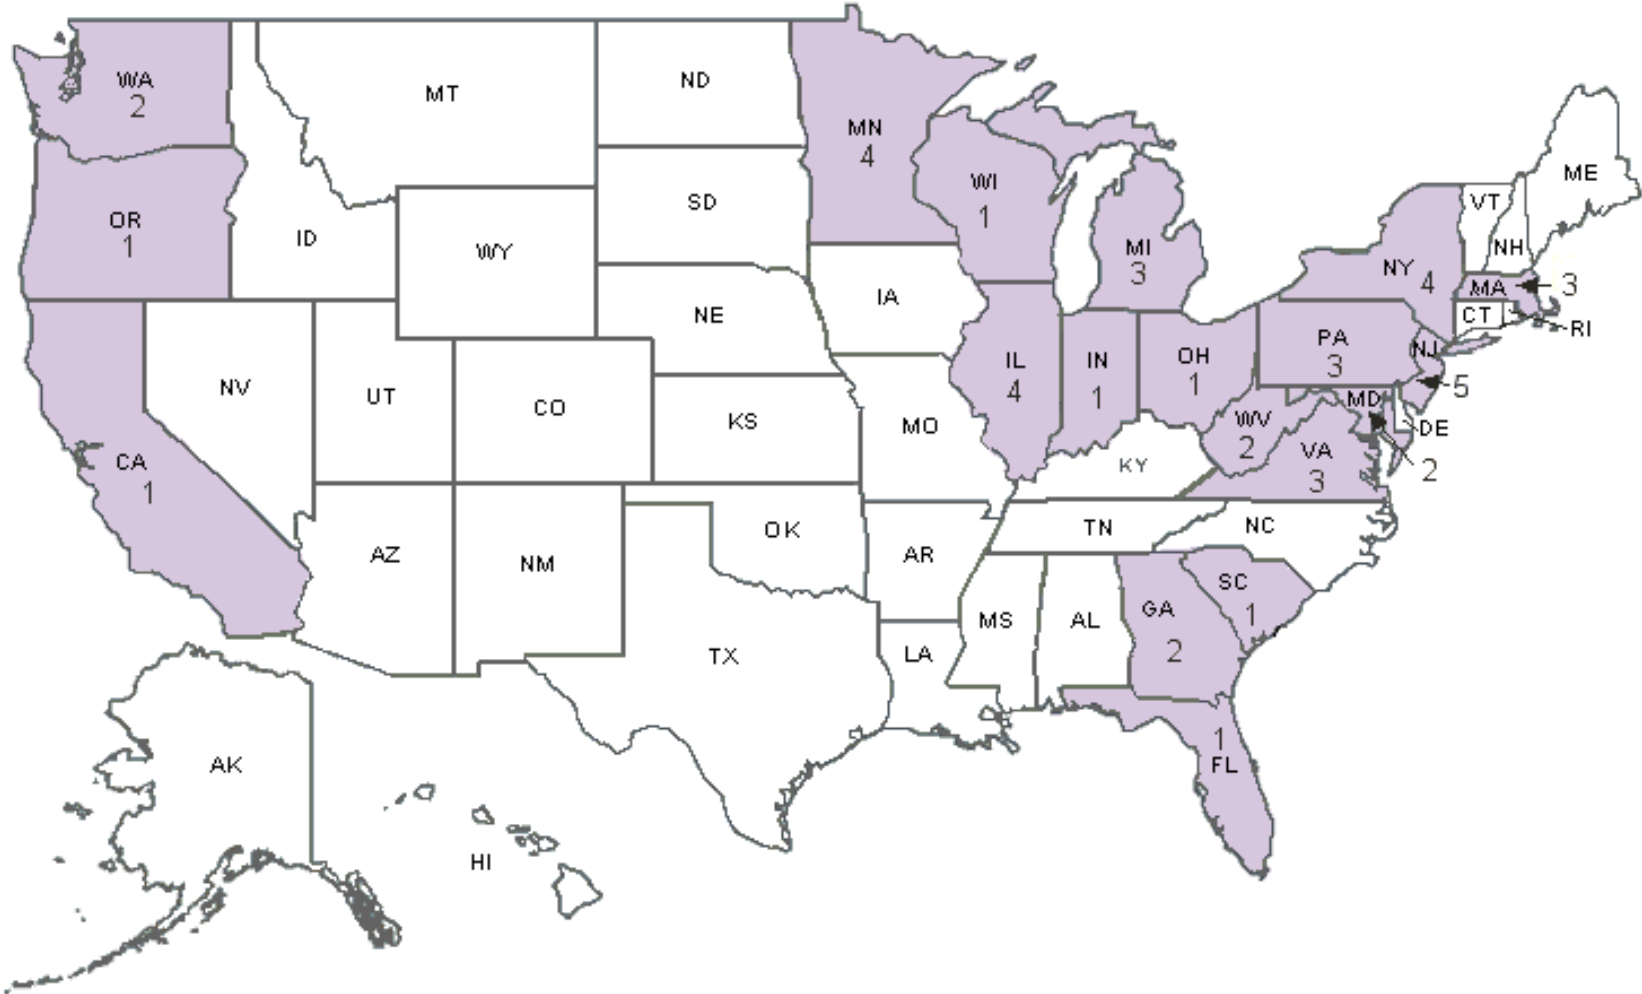 WA
2
MT
ND
MN
4
ME
OR
1
ID
WY
SD
WI
1
MI
3
VT
NH
NY 4
MA 3
CT
RI
IA
NE
PA
3
NJ
5
NV
UT
CO
KS
MO
IL
4
IN
1
OH
1
MD
2
DE
WV
2
VA
3
CA
1
KY
AZ
NM
OK
AR
TN
NC
SC
1
GA
2
MS
AL
TX
LA
1
FL
AK
HI